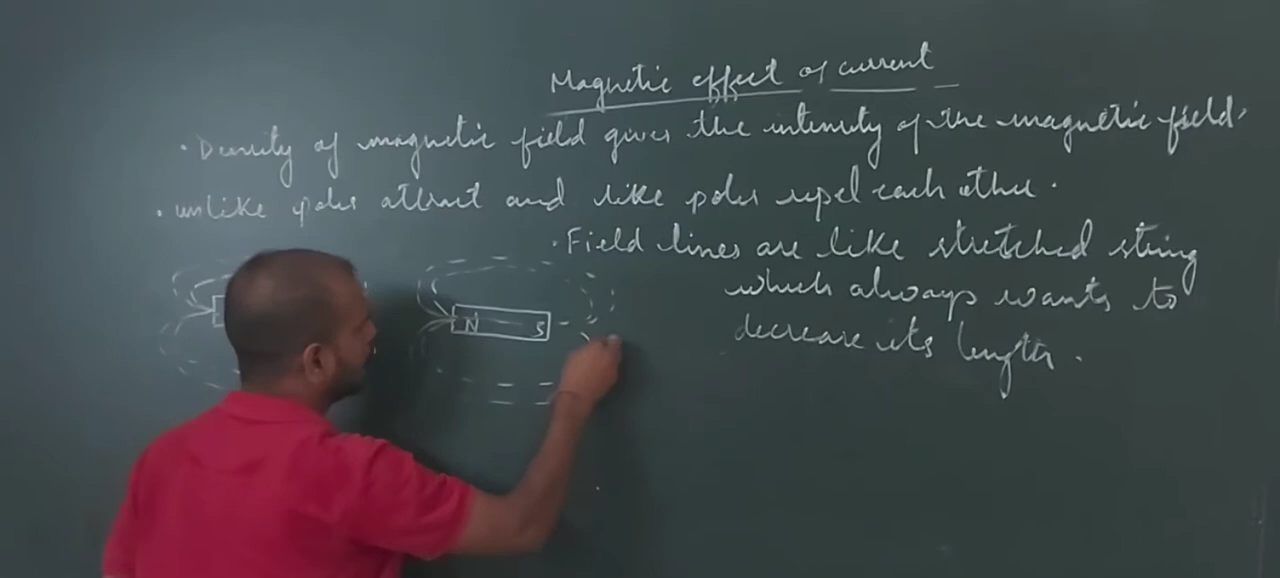 Magnetic effect of current
• Density of magnetic field gives the intensity of the magnetic field.
• unlike poles attract and like poles repel each other.
• Field lines are like stretched string
which always wants to
decrease its length.
N S